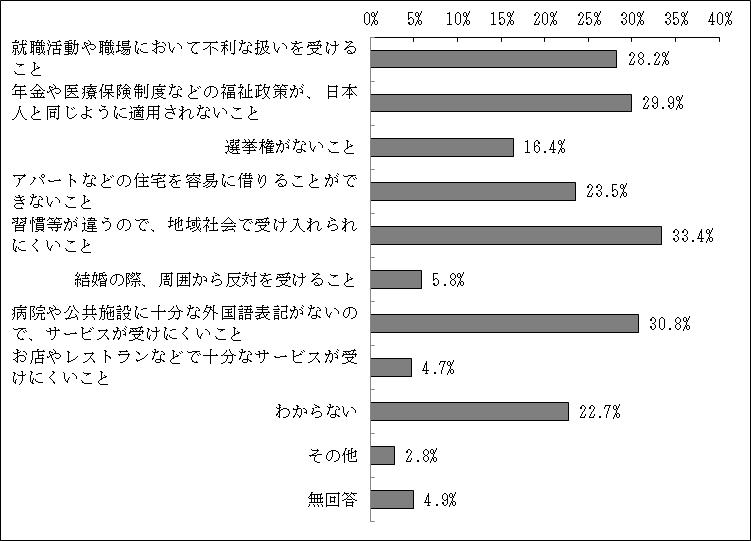 0% 5% 10% 15% 20% 25% 30% 35% 40%
就職活動や職場において不利な扱いを受ける
こと
28.2%
年金や医療保険制度などの福祉政策が、日本
人と同じように適用されないこと
29.9%
選挙権がないこと
16.4%
アパートなどの住宅を容易に借りることがで
きないこと
23.5%
習慣等が違うので、地域社会で受け入れられ
にくいこと
33.4%
結婚の際、周囲から反対を受けること
5.8%
病院や公共施設に十分な外国語表記がないの
で、サービスが受けにくいこと
30.8%
お店やレストランなどで十分なサービスが受
けにくいこと
4.7%
わからない
22.7%
その他
2.8%
無回答
4.9%